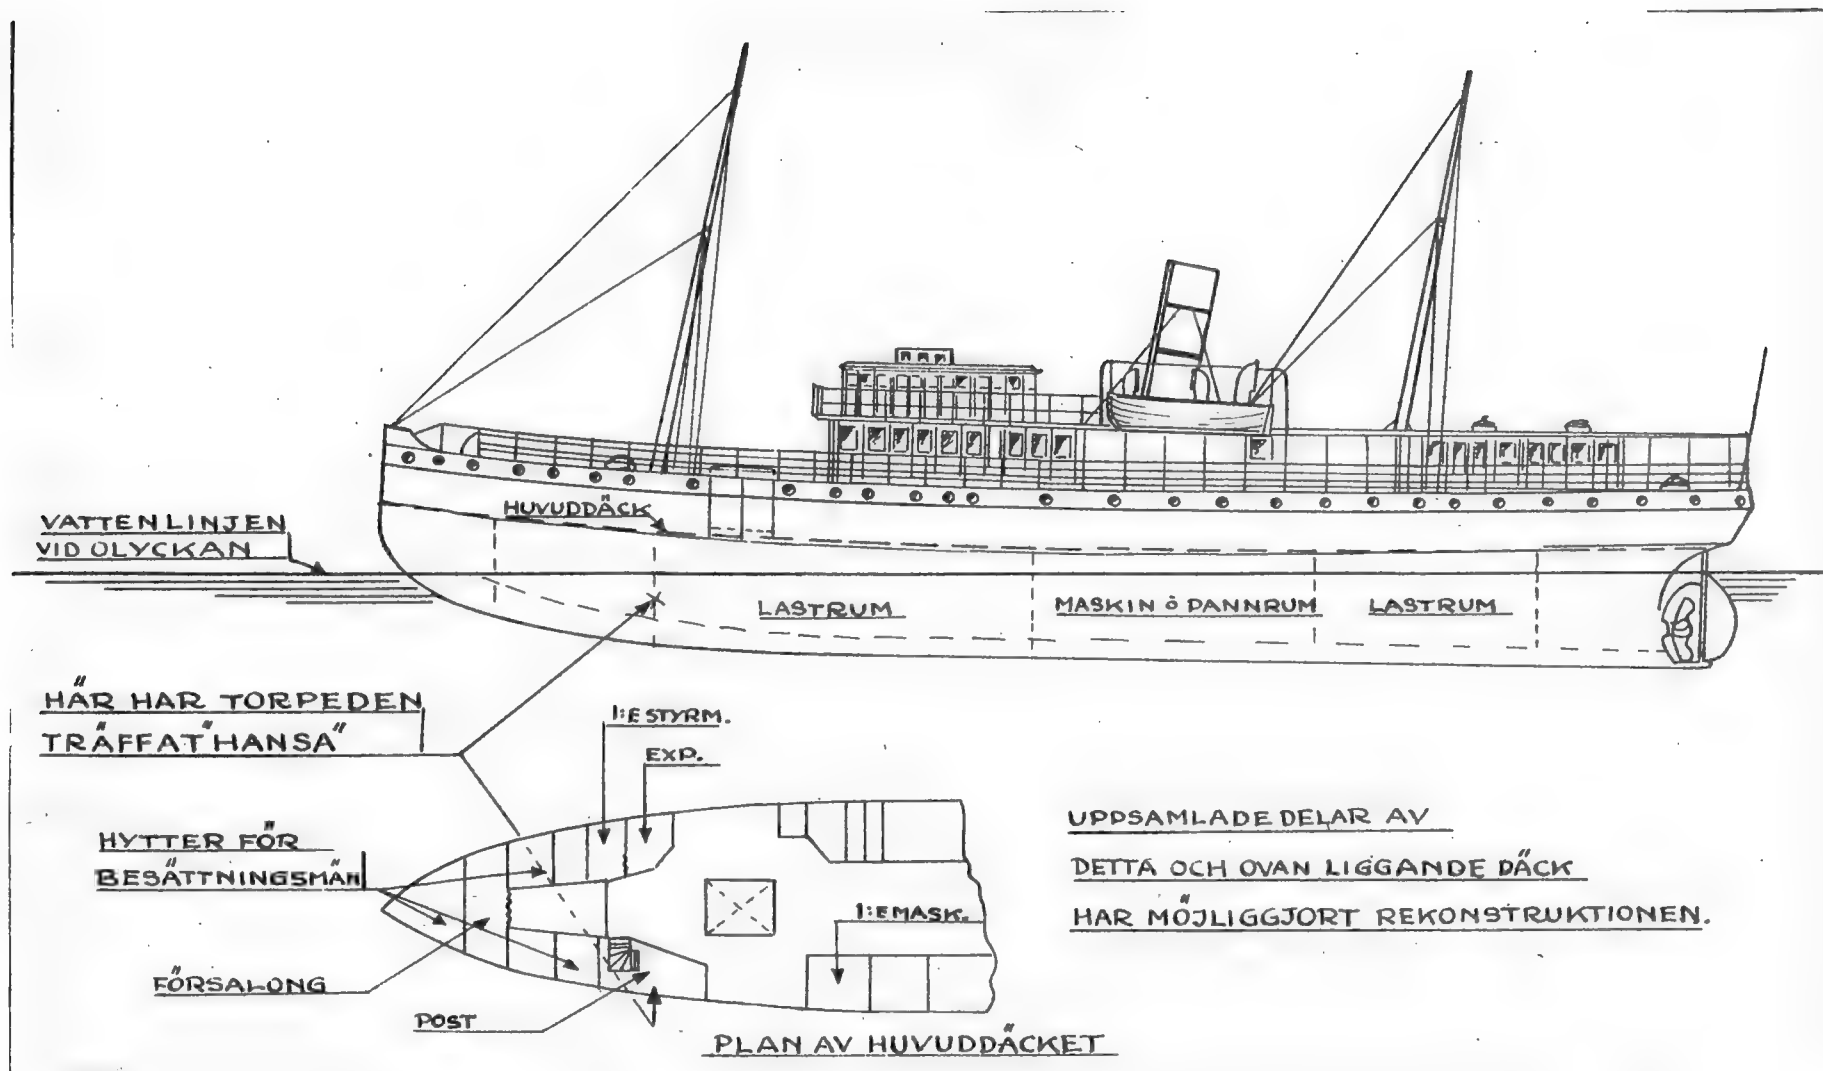 HUVUDDÄCK
VATTENLINJEN
VID OLYCKAN
LASTRUM
MASKIN O PANNRUM
LASTRUM
HÄR HAR TORPEDEN
TRÄFFAT "HANSA"
1:E STYRM.
EXP.
HYTTER FÖR
BESÄTTNINGSMÄN
1:E MASK.
FÖRSALONG
POST
PLAN AV HUVUDDÄCKET
UPPSAMLADE DELAR AV
DETTA OCH OVAN LIGGANDE DÄCK
HAR MÖJLIGGJORT REKONSTRUKTIONEN.